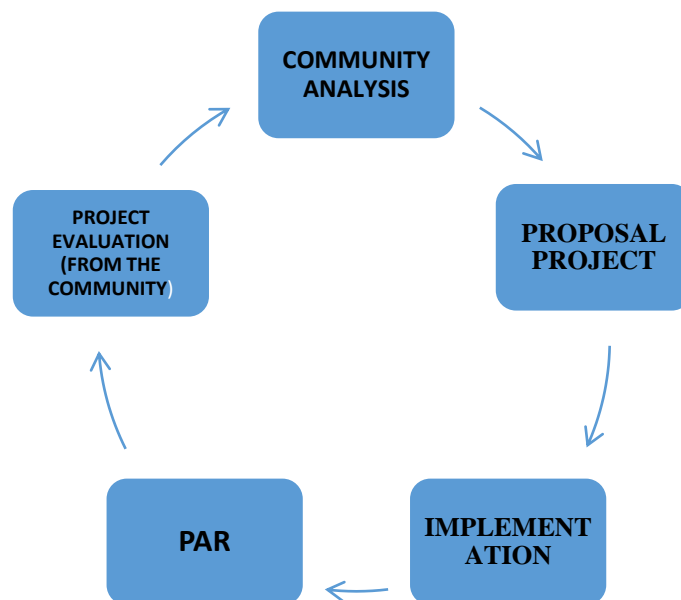 COMMUNITY
ANALYSIS
PROPOSAL
PROJECT
IMPLEMENT
ATION
PAR
PROJECT
EVALUATION
(FROM THE
COMMUNITY)